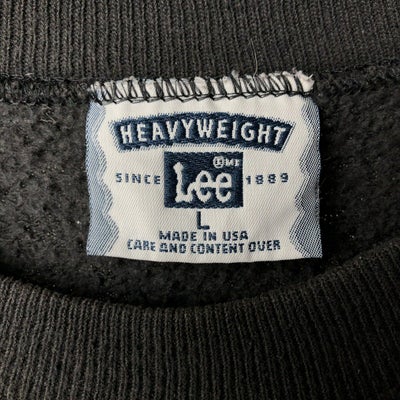 HEAVYWEIGHT
SINCE Lee 1889
L
MADE IN USA
CARE AND CONTENT OVER